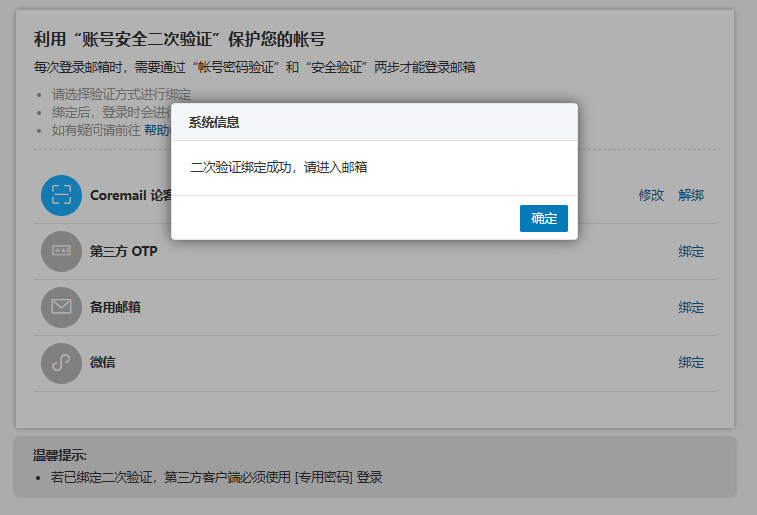 利用“账号安全二次验证”保护您的帐号
每次登录邮箱时，需要通过“帐号密码验证”和“安全验证”两步才能登录邮箱
请选择验证方式进行绑定
绑定后，登录时会进行
如有疑问请前往 帮助
系统信息
二次验证绑定成功，请进入邮箱
确定
Coremail 论客
修改 解绑
第三方 OTP
绑定
备用邮箱
绑定
微信
绑定
温馨提示:
若已绑定二次验证，第三方客户端必须使用 [专用密码] 登录